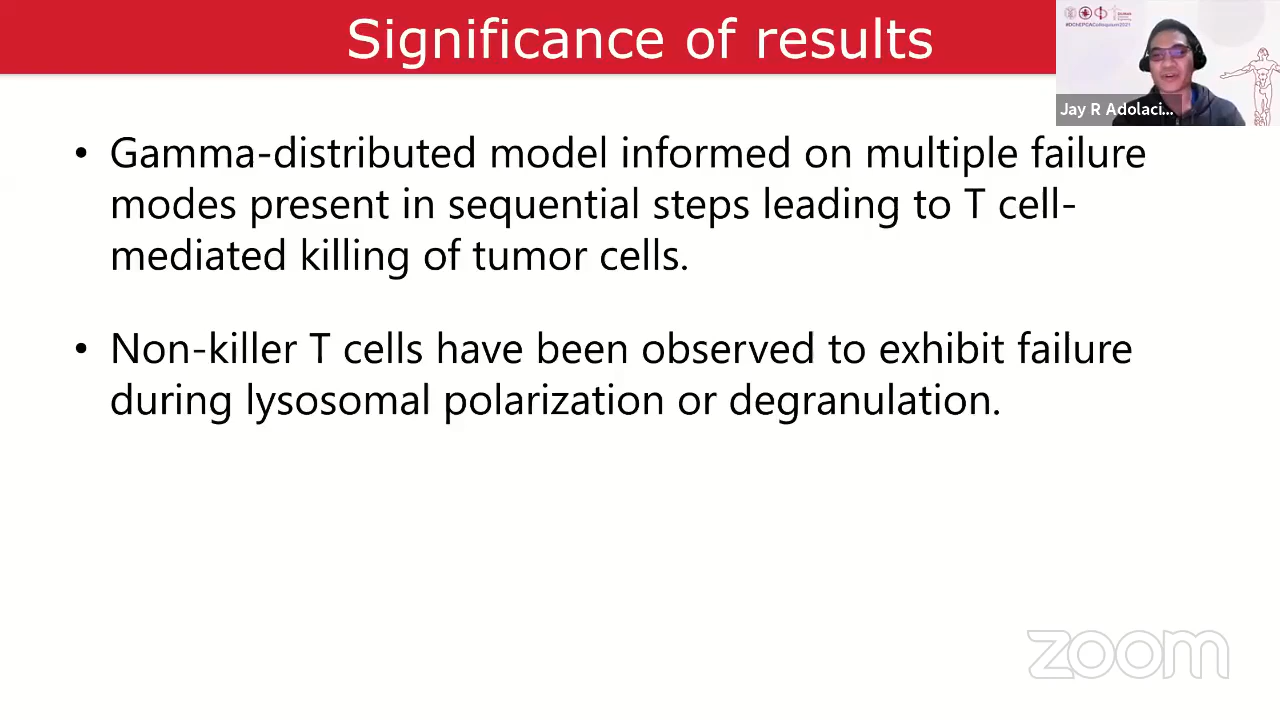 Significance of results
#DChEPGAColloquium2021
Jay R Adolaci...
• Gamma-distributed model informed on multiple failure
modes present in sequential steps leading to T cell-
mediated killing of tumor cells.
• Non-killer T cells have been observed to exhibit failure
during lysosomal polarization or degranulation.
zoom